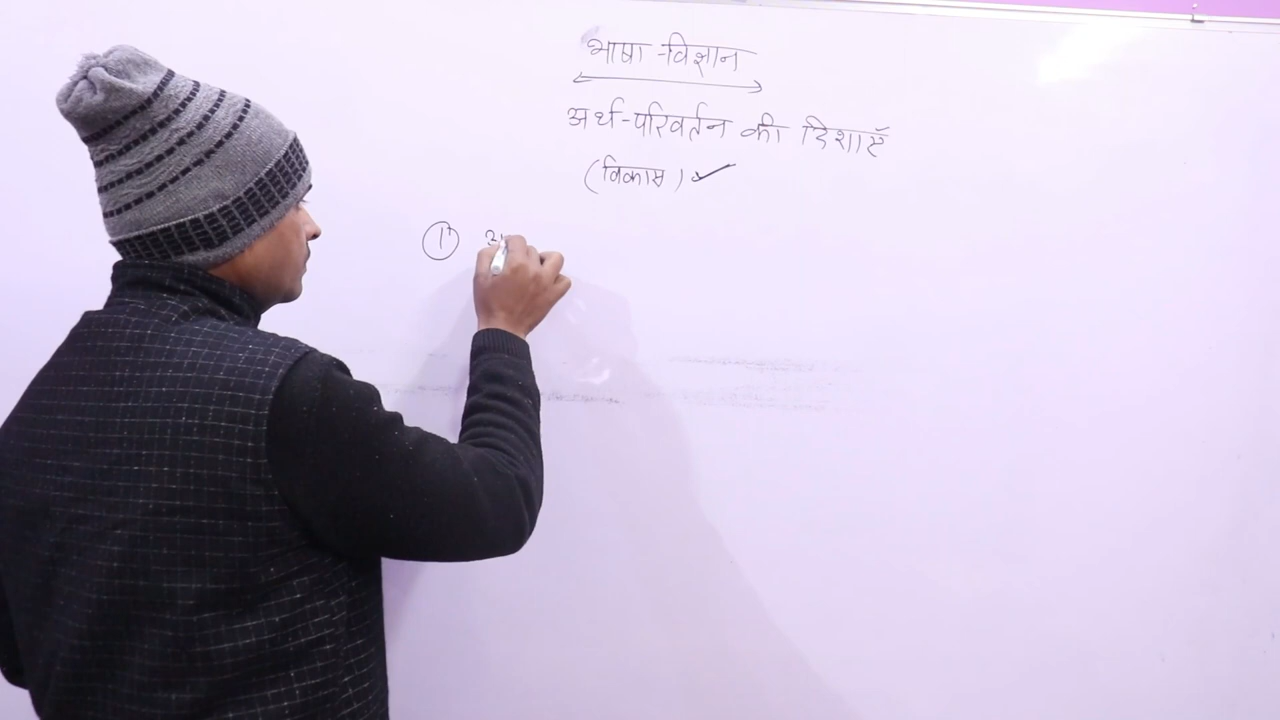 भाषा-विज्ञान
अर्थ-परिवर्तन की दिशाएँ
(विकास) ✓
①